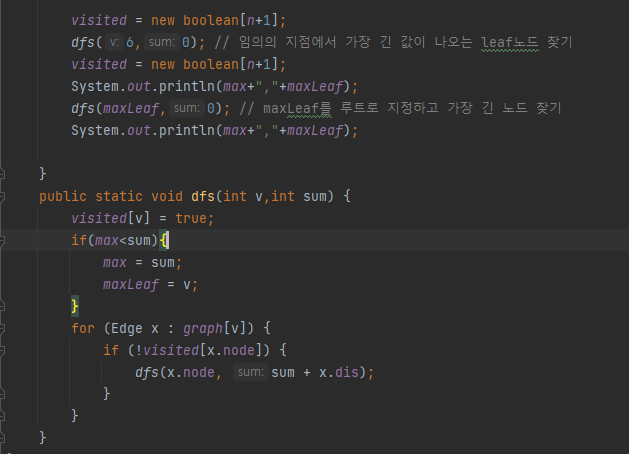 visited = new boolean[n+1];
dfs( v: 6, sum: 0); // 임의의 지점에서 가장 긴 값이 나오는 leaf노드 찾기
visited = new boolean[n+1];
System.out.println(max+","+maxLeaf);
dfs(maxLeaf, sum: 0); // maxLeaf를 루트로 지정하고 가장 긴 노드 찾기
System.out.println(max+","+maxLeaf);
}
public static void dfs(int v,int sum) {
visited[v] = true;
if(max<sum){
max = sum;
maxLeaf = v;
}
for (Edge x : graph[v]) {
if (!visited[x.node]) {
dfs(x.node, sum: sum + x.dis);
}
}
}